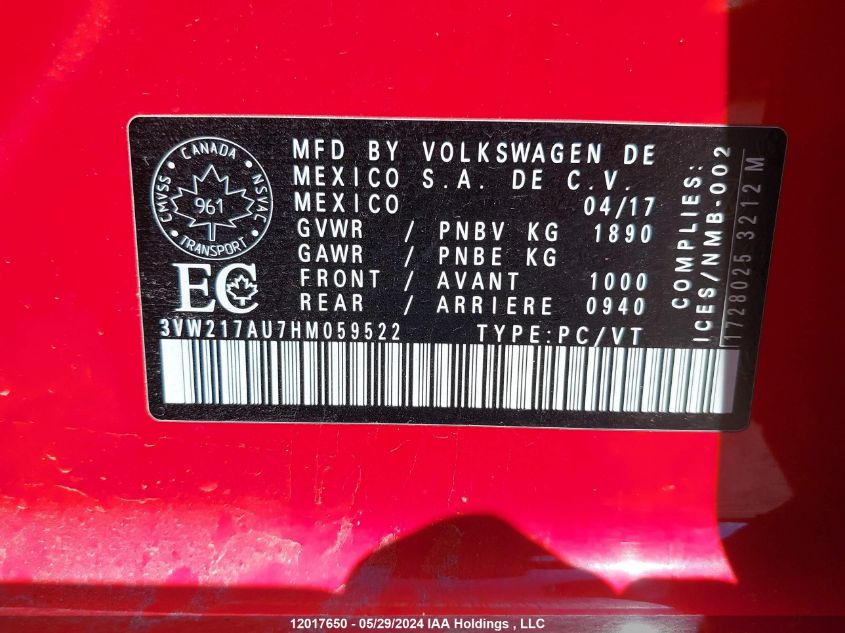 CANADA
CMVSS
NSVAC
961
TRANSPORT
EC
MFD BY VOLKSWAGEN DE
MEXICO S.A. DE C.V.
MEXICO 04/17
GVWR / PNBV KG 1890
GAWR / PNBE KG
FRONT / AVANT 1000
REAR / ARRIERE 0940
3VW217AU7HM059522 TYPE:PC/VT
COMPLIES:
ICES/NMB-002
1728025 3212 M
12017650 - 05/29/2024 IAA Holdings , LLC